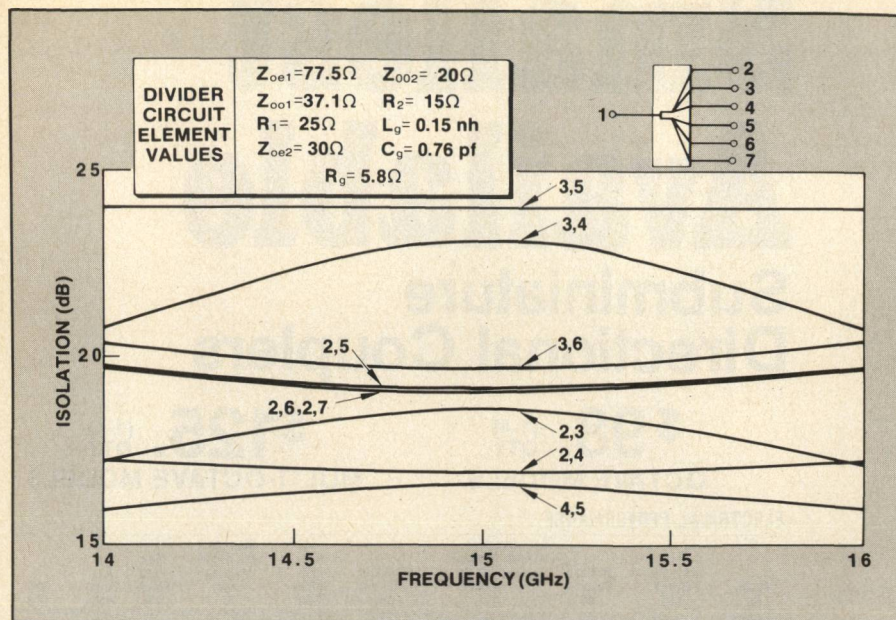 DIVIDER
CIRCUIT
ELEMENT
VALUES
Zoe1=77.5Ω Zoo2= 20Ω
Zoo1=37.1Ω R2= 15Ω
R1= 25Ω Lg= 0.15 nh
Zoe2= 30Ω Cg= 0.76 pf
Rg= 5.8Ω
1
2
3
4
5
6
7
25
3,5
3,4
ISOLATION (dB)
20
2,5
3,6
2,6,2,7
2,3
2,4
4,5
15
14
14.5
15
15.5
16
FREQUENCY (GHz)
Subminiature
Directional Couplers